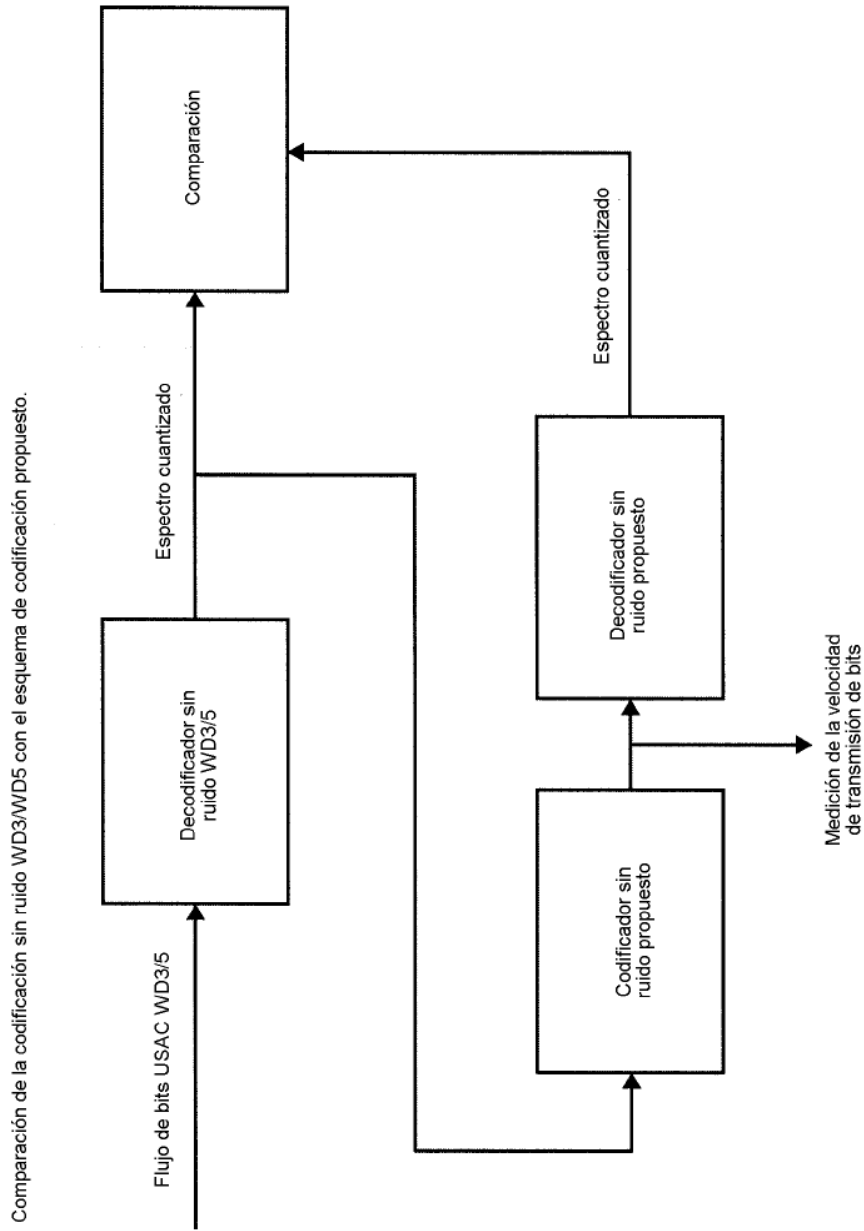 Comparación de la codificación sin ruido WD3/WD5 con el esquema de codificación propuesto.
Flujo de bits USAC WD3/5
Decodificador sin
ruido WD3/5
Espectro cuantizado
Comparación
Codificador sin
ruido propuesto
Decodificador sin
ruido propuesto
Espectro cuantizado
Medición de la velocidad
de transmisión de bits